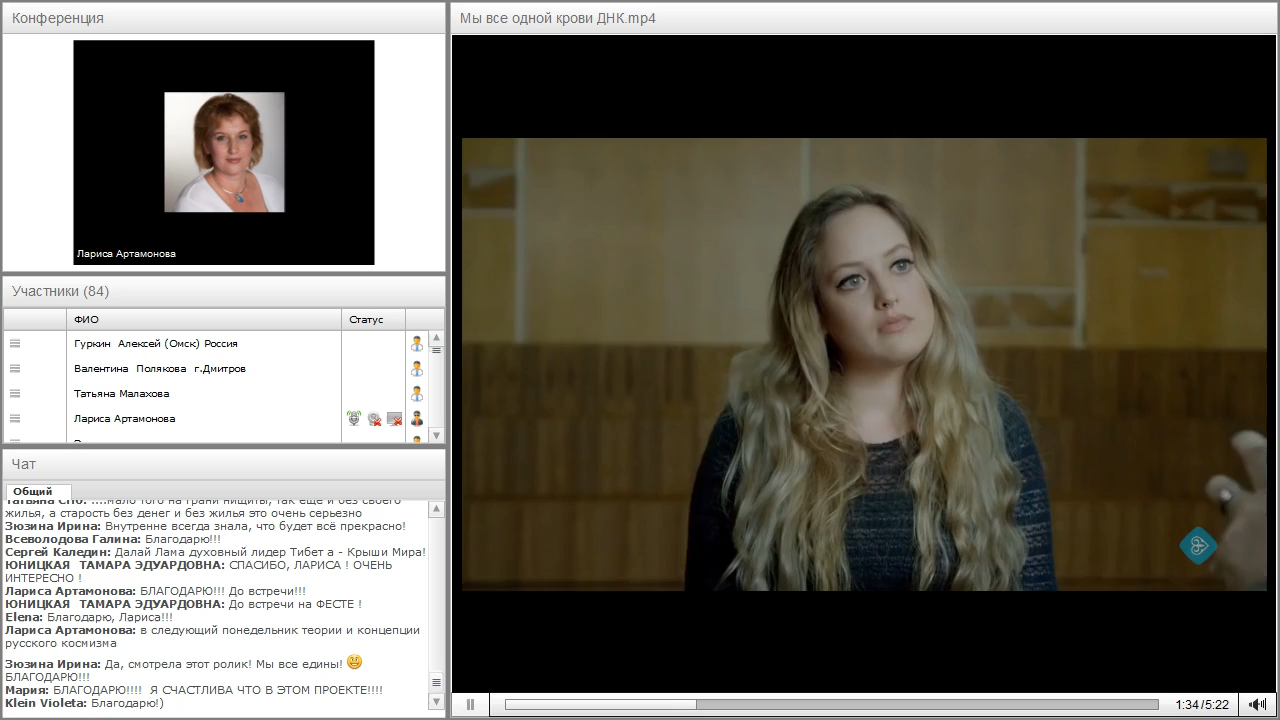 Конференция
Лариса Артамонова
Участники (84)
ФИО Статус
Гуркин Алексей (Омск) Россия
Валентина Полякова г.Дмитров
Татьяна Малахова
Лариса Артамонова
Чат
Общий
....мало того на грани нищиты, так еще и без своего
жилья, а старость без денег и без жилья это очень серьезно
Зюзина Ирина: Внутренне всегда знала, что будет всё прекрасно!
Всеволодова Галина: Благодарю!!!
Сергей Каледин: Далай Лама духовный лидер Тибет а - Крыши Мира!
ЮНИЦКАЯ ТАМАРА ЭДУАРДОВНА: СПАСИБО, ЛАРИСА ! ОЧЕНЬ
ИНТЕРЕСНО !
Лариса Артамонова: БЛАГОДАРЮ!!! До встречи!!!
ЮНИЦКАЯ ТАМАРА ЭДУАРДОВНА: До встречи на ФЕСТЕ !
Elena: Благодарю, Лариса!!!
Лариса Артамонова: в следующий понедельник теории и концепции
русского космизма
Зюзина Ирина: Да, смотрела этот ролик! Мы все едины!
БЛАГОДАРЮ!!!
Мария: БЛАГОДАРЮ!!!! Я СЧАСТЛИВА ЧТО В ЭТОМ ПРОЕКТЕ!!!!
Klein Violeta: Благодарю!)
Мы все одной крови ДНК.mp4
1:34/5:22